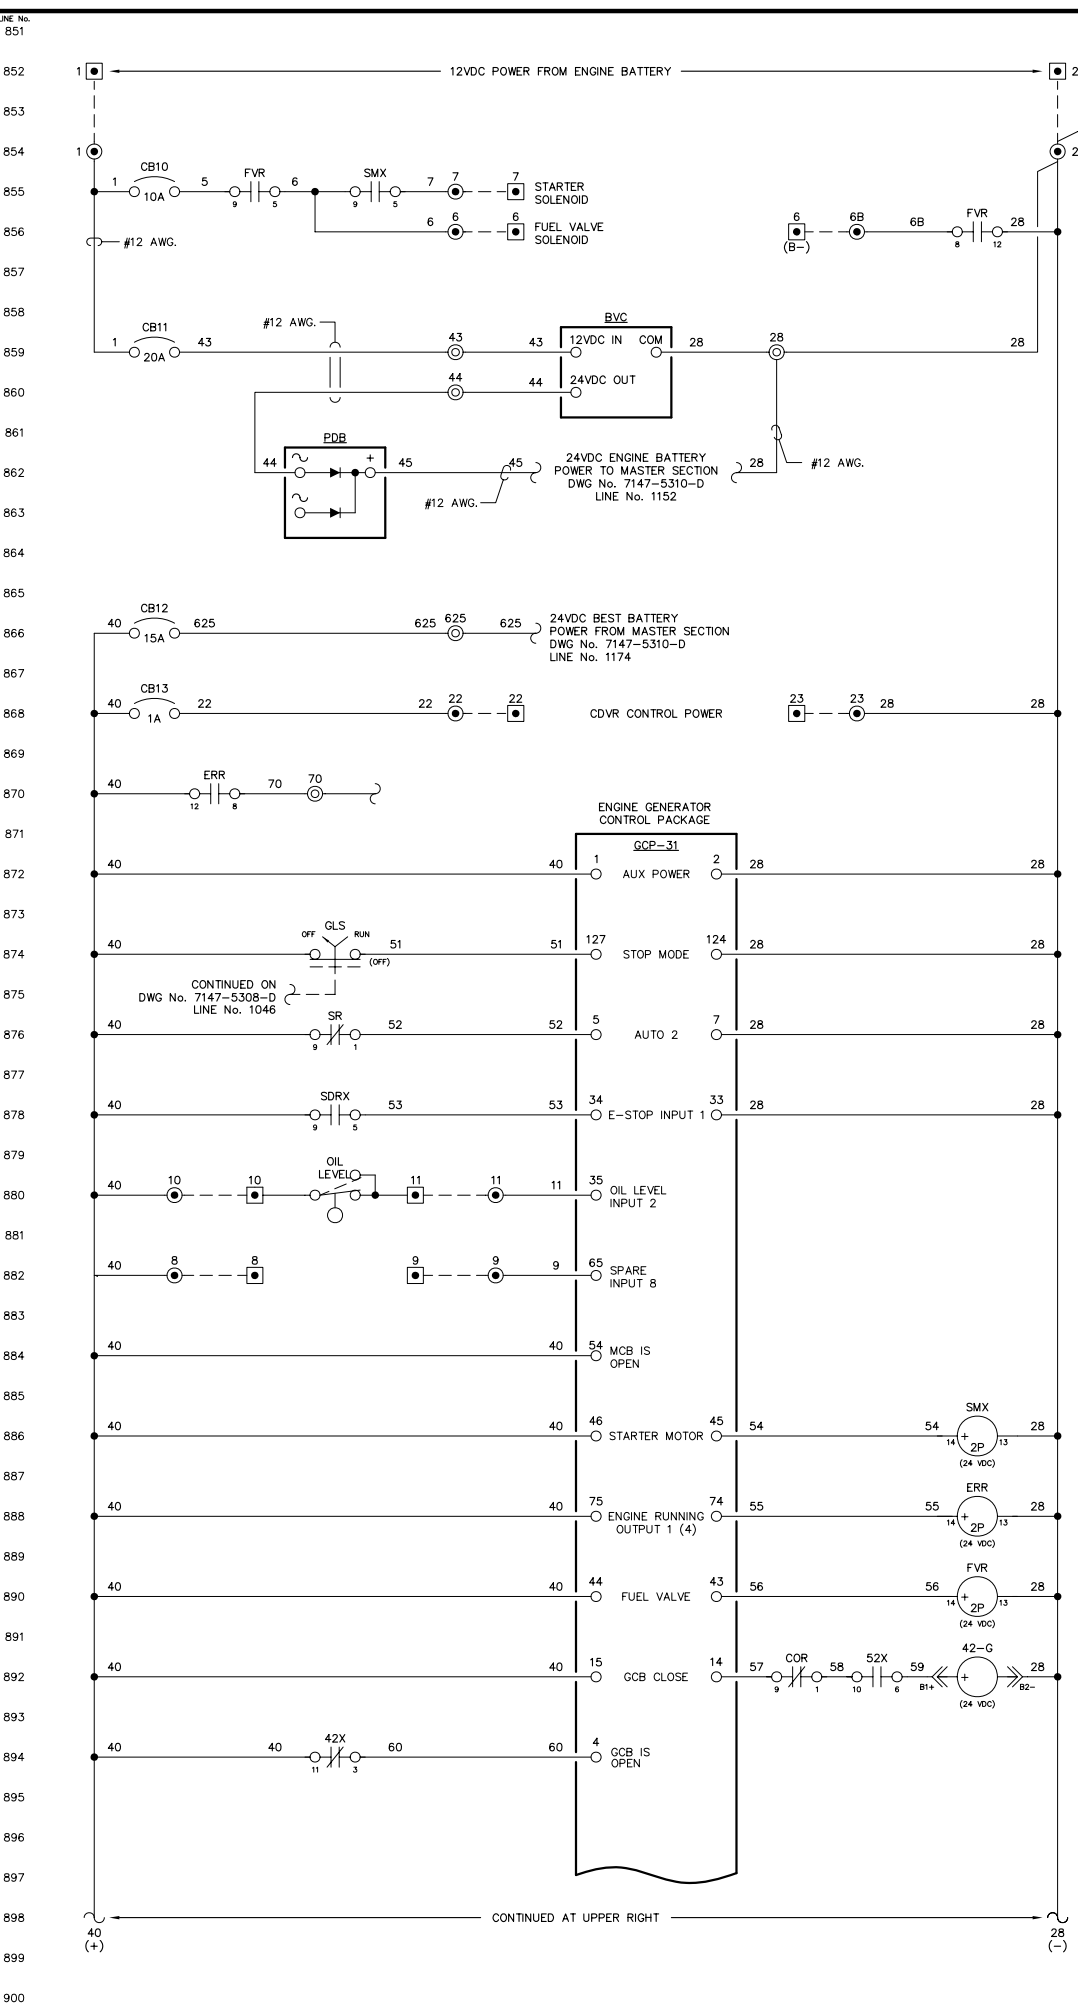 LINE No.
851
852 1 12VDC POWER FROM ENGINE BATTERY 2
853
854 1 2
CB10 FVR SMX 7 7
855 1 10A 5 9 5 6 9 5 7 STARTER
SOLENOID
856 #12 AWG. 6 6 6 FUEL VALVE
SOLENOID
6 (B-) 6B 6B FVR 8 12 28
857
858
#12 AWG. BVC
CB11
859 1 20A 43 43 43 12VDC IN COM 28 28 28
860 44 44 24VDC OUT
861
PDB
862 44 + 45 45 24VDC ENGINE BATTERY
POWER TO MASTER SECTION
DWG No. 7147-5310-D
LINE No. 1152
28 #12 AWG.
#12 AWG.
863
864
865
CB12
866 40 15A 625 625 625 625 24VDC BEST BATTERY
POWER FROM MASTER SECTION
DWG No. 7147-5310-D
LINE No. 1174
867
CB13
868 40 1A 22 22 22 22 CDVR CONTROL POWER 23 23 28 28
869
ERR
870 40 12 8 70 70
ENGINE GENERATOR
CONTROL PACKAGE
871
GCP-31
872 40 40 1 AUX POWER 2 28 28
873
GLS
OFF RUN
874 40 (OFF) 51 51 127 STOP MODE 124 28 28
875 CONTINUED ON
DWG No. 7147-5308-D
LINE No. 1046
SR
876 40 9 1 52 52 5 AUTO 2 7 28 28
877
SDRX
878 40 9 5 53 53 34 E-STOP INPUT 1 33 28 28
879
OIL
LEVEL
880 40 10 10 11 11 11 35 OIL LEVEL
INPUT 2
881
882 40 8 8 9 9 9 65 SPARE
INPUT 8
883
884 40 40 54 MCB IS
OPEN
885
SMX
886 40 40 46 STARTER MOTOR 45 54 54 14 + 2P 13 28
(24 VDC)
887
ERR
888 40 40 75 ENGINE RUNNING
OUTPUT 1 (4)
74 55 55 14 + 2P 13 28
(24 VDC)
889
FVR
890 40 40 44 FUEL VALVE 43 56 56 14 + 2P 13 28
(24 VDC)
891
COR 52X 42-G
892 40 40 15 GCB CLOSE 14 57 9 1 58 10 6 59 B1+ + B2- 28
(24 VDC)
893
42X
894 40 40 11 3 60 60 4 GCB IS
OPEN
895
896
897
898 CONTINUED AT UPPER RIGHT
40 28
(+) (-)
899
900